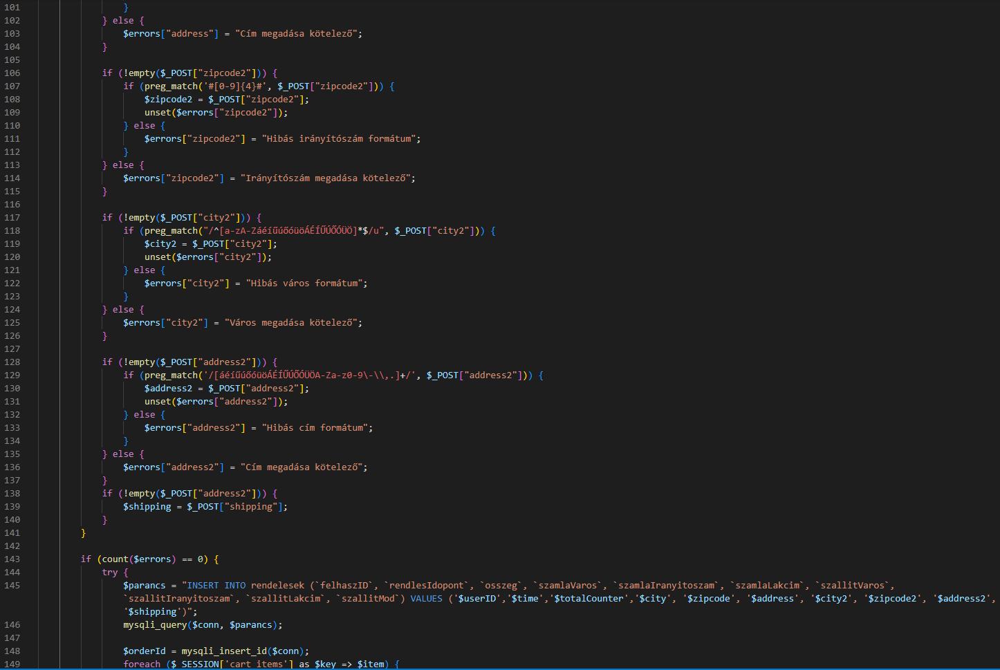 101 }
102 } else {
103 $errors["address"] = "Cím megadása kötelező";
104 }
105
106 if (!empty($_POST["zipcode2"])) {
107 if (preg_match('#[0-9]{4}#', $_POST["zipcode2"])) {
108 $zipcode2 = $_POST["zipcode2"];
109 unset($errors["zipcode2"]);
110 } else {
111 $errors["zipcode2"] = "Hibás irányítószám formátum";
112 }
113 } else {
114 $errors["zipcode2"] = "Irányítószám megadása kötelező";
115 }
116
117 if (!empty($_POST["city2"])) {
118 if (preg_match("/^[a-zA-ZáéíűúőóüöÁÉÍŰÚŐÓÜÖ]*$/u", $_POST["city2"])) {
119 $city2 = $_POST["city2"];
120 unset($errors["city2"]);
121 } else {
122 $errors["city2"] = "Hibás város formátum";
123 }
124 } else {
125 $errors["city2"] = "Város megadása kötelező";
126 }
127
128 if (!empty($_POST["address2"])) {
129 if (preg_match('/[áéíűúőóüöÁÉÍŰÚŐÓÜÖA-Za-z0-9\-\\,.]+/', $_POST["address2"])) {
130 $address2 = $_POST["address2"];
131 unset($errors["address2"]);
132 } else {
133 $errors["address2"] = "Hibás cím formátum";
134 }
135 } else {
136 $errors["address2"] = "Cím megadása kötelező";
137 }
138 if (!empty($_POST["address2"])) {
139 $shipping = $_POST["shipping"];
140 }
141 }
142
143 if (count($errors) == 0) {
144 try {
145 $parancs = "INSERT INTO rendelesek (`felhaszID`, `rendlesIdopont`, `osszeg`, `szamlaVaros`, `szamlaIranyitoszam`, `szamlaLakcim`, `szallitVaros`,
`szallitIranyitoszam`, `szallitLakcim`, `szallitMod`) VALUES ('$userID','$time','$totalCounter','$city', '$zipcode', '$address', '$city2', '$zipcode2', '$address2',
'$shipping')";
146 mysqli_query($conn, $parancs);
147
148 $orderId = mysqli_insert_id($conn);
149 foreach ($_SESSION['cart_items'] as $key => $item) {